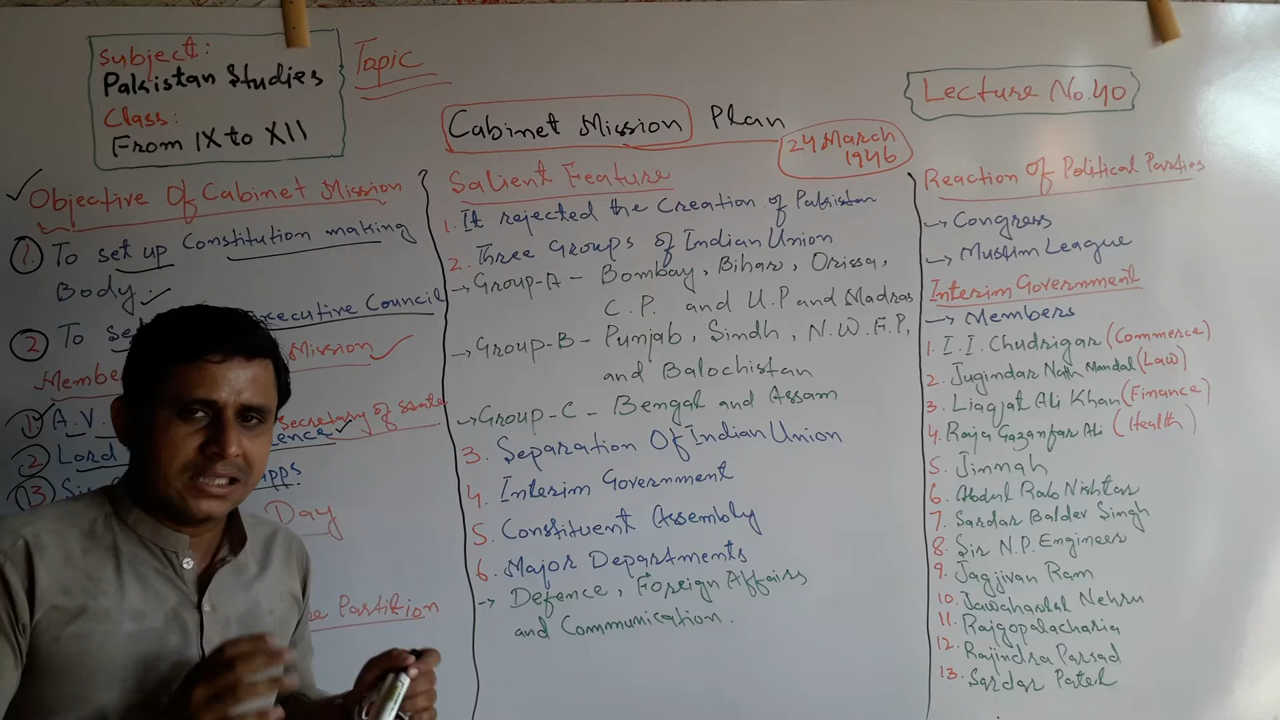 Subject:
Pakistan Studies
Class:
From IX to XII
Topic
Lecture No.40
Cabinet Mission Plan
24 March
1946
Objective Of Cabinet Mission
1. To set up Constitution making
Body.
2 To
Executive Council
Mission
Membe
1 A.V.
Secretary of state
ence
2 Lord
pps
3
Day
Partition
Salient Feature
1. It rejected the Creation of Pakistan
2. Three Groups of Indian Union
→ Group-A - Bombay, Bihar, Orissa,
C.P. and U.P and Madras
→ Group-B - Punjab, Sindh, N.W.F.P,
and Balochistan
→ Group-C - Bengal and Assam
3. Separation Of Indian Union
4. Interim Government
5. Constituent Assembly
6. Major Departments
→ Defence, Foreign Affairs
and Communication.
Reaction of Political Parties
→ Congress
→ Muslim League
Interim Government
→ Members
1. I.I. Chudrigar (Commerce)
2. Jugindar Nath Mandal (Law)
3. Liaqat Ali Khan (Finance)
4. Raja Gazanfar Ali (Health)
5. Jinnah
6. Abdul Rab Nishtar
7. Sardar Baldev Singh
8. Sir N.P. Engineer
9. Jagjivan Ram
10. Jawaharlal Nehru
11. Rajgopalacharia
12. Rajindra Parsad
13. Sardar Patel